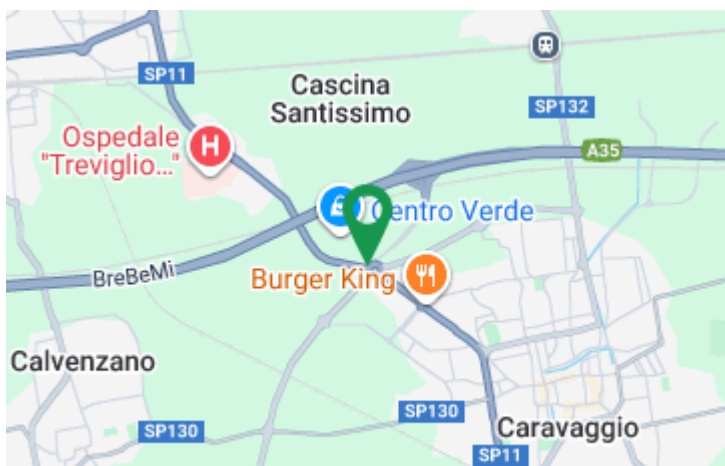 SP11
Cascina
Santissimo
SP132
Ospedale
"Treviglio..."
H
A35
Centro Verde
BreBeMi
Burger King
Calvenzano
SP130
SP130
Caravaggio
SP11